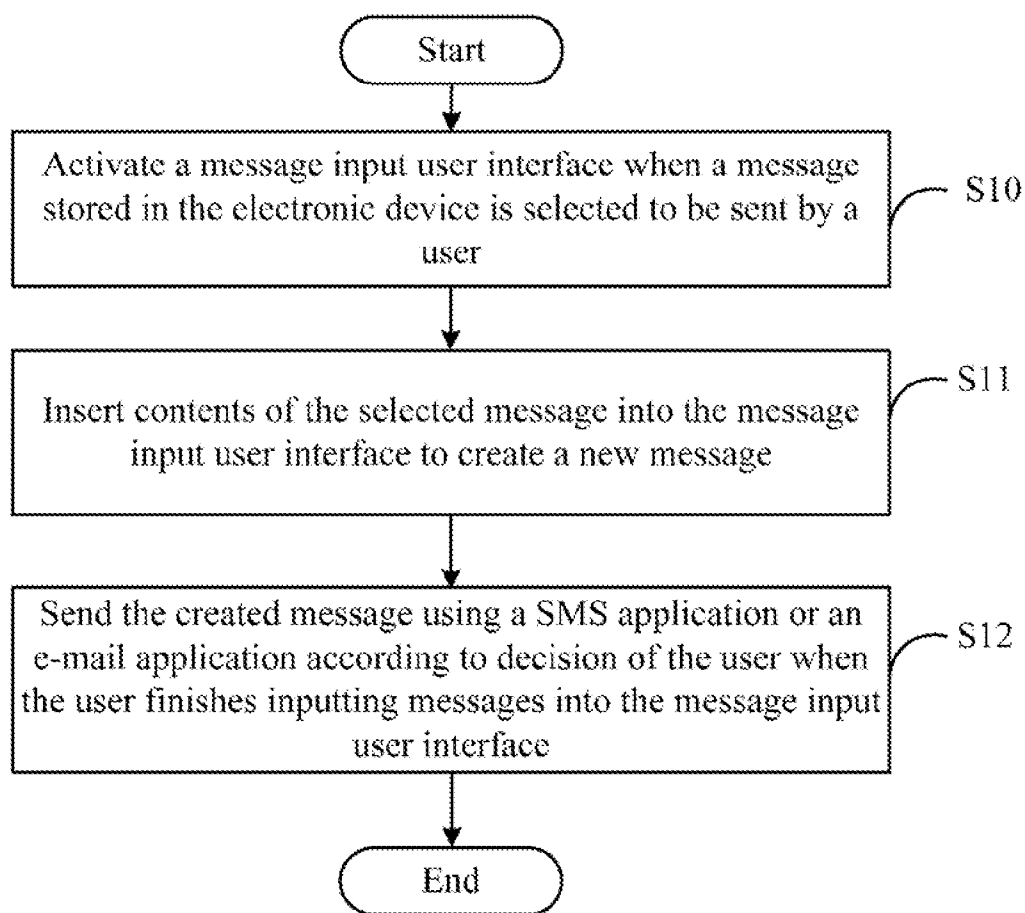 Start
Activate a message input user interface when a message
stored in the electronic device is selected to be sent by a
user
S10
Insert contents of the selected message into the message
input user interface to create a new message
S11
Send the created message using a SMS application or an
e-mail application according to decision of the user when
the user finishes inputting messages into the message input
user interface
S12
End